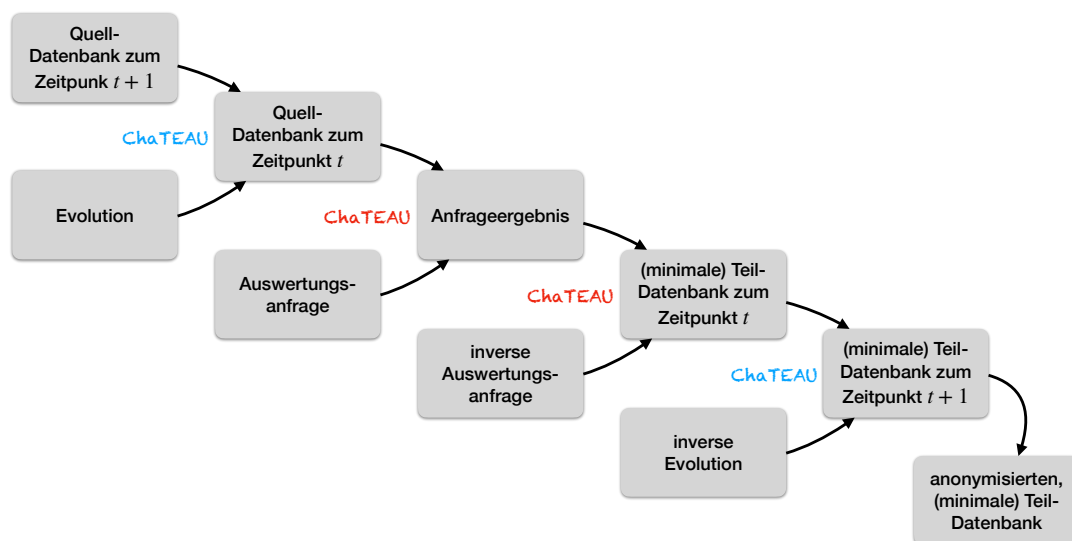 Quell-
Datenbank zum
Zeitpunk t + 1
Quell-
Datenbank zum
Zeitpunkt t
ChaTEAU
Evolution
Anfrageergebnis
ChaTEAU
Auswertungs-
anfrage
(minimale) Teil-
Datenbank zum
Zeitpunkt t
ChaTEAU
inverse
Auswertungs-
anfrage
(minimale) Teil-
Datenbank zum
Zeitpunkt t + 1
ChaTEAU
inverse
Evolution
anonymisierten,
(minimale) Teil-
Datenbank